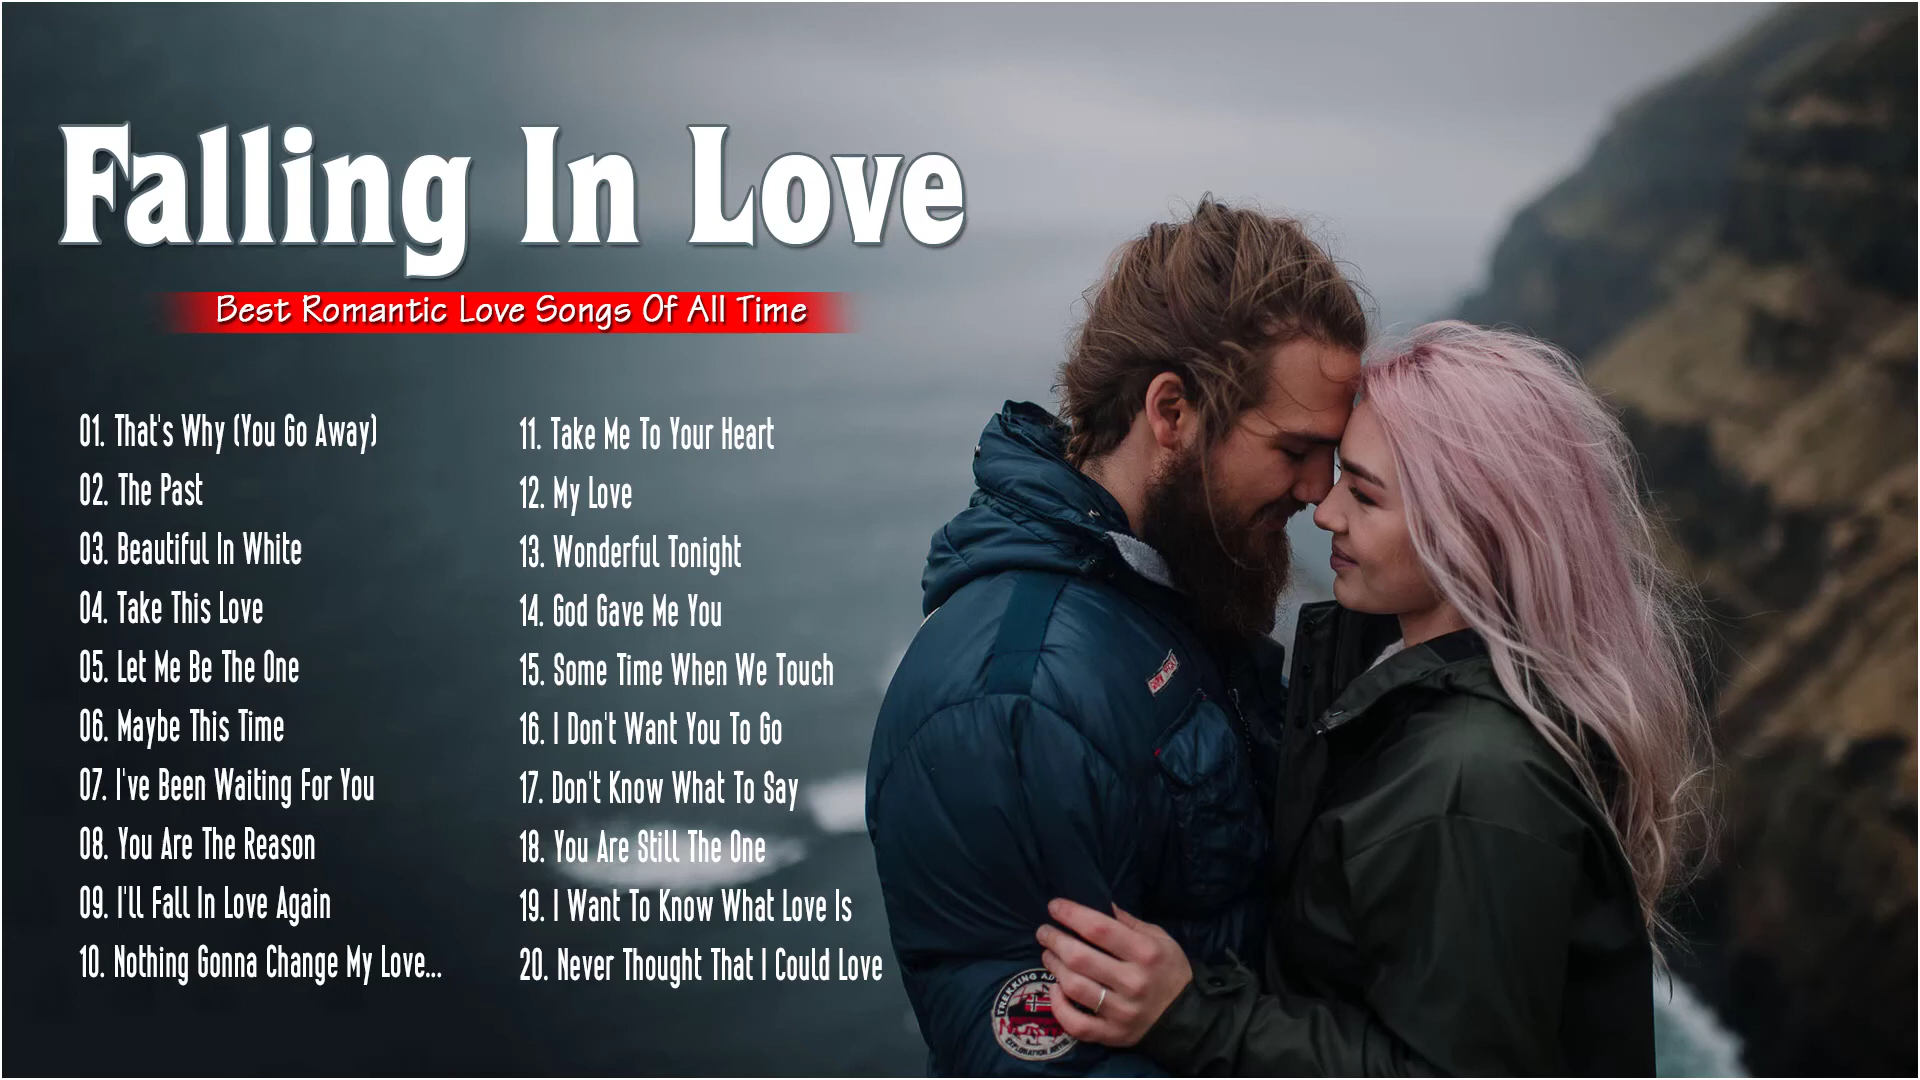 Falling In Love
Best Romantic Love Songs Of All Time
01. That's Why (You Go Away)
02. The Past
03. Beautiful In White
04. Take This Love
05. Let Me Be The One
06. Maybe This Time
07. I've Been Waiting For You
08. You Are The Reason
09. I'll Fall In Love Again
10. Nothing Gonna Change My Love...
11. Take Me To Your Heart
12. My Love
13. Wonderful Tonight
14. God Gave Me You
15. Some Time When We Touch
16. I Don't Want You To Go
17. Don't Know What To Say
18. You Are Still The One
19. I Want To Know What Love Is
20. Never Thought That I Could Love
TREKKING
EXPLORATION